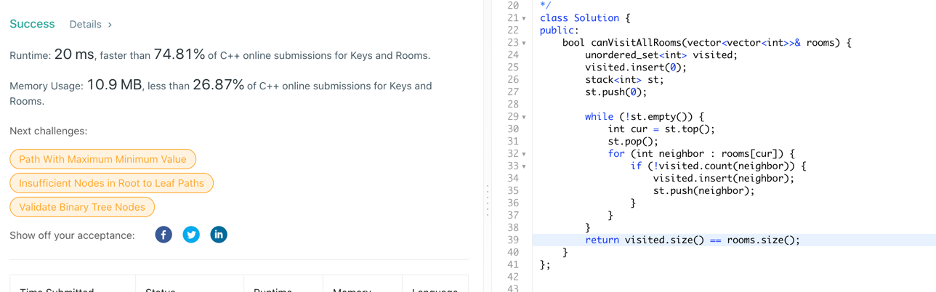 Success Details >
Runtime: 20 ms, faster than 74.81% of C++ online submissions for Keys and Rooms.
Memory Usage: 10.9 MB, less than 26.87% of C++ online submissions for Keys and
Rooms.
Next challenges:
Path With Maximum Minimum Value
Insufficient Nodes in Root to Leaf Paths
Validate Binary Tree Nodes
Show off your acceptance:
Time Submitted Status Runtime Memory Language
20 */
21 class Solution {
22 public:
23 bool canVisitAllRooms(vector<vector<int>>& rooms) {
24 unordered_set<int> visited;
25 visited.insert(0);
26 stack<int> st;
27 st.push(0);
28
29 while (!st.empty()) {
30 int cur = st.top();
31 st.pop();
32 for (int neighbor : rooms[cur]) {
33 if (!visited.count(neighbor)) {
34 visited.insert(neighbor);
35 st.push(neighbor);
36 }
37 }
38 }
39 return visited.size() == rooms.size();
40 }
41 };
42
43